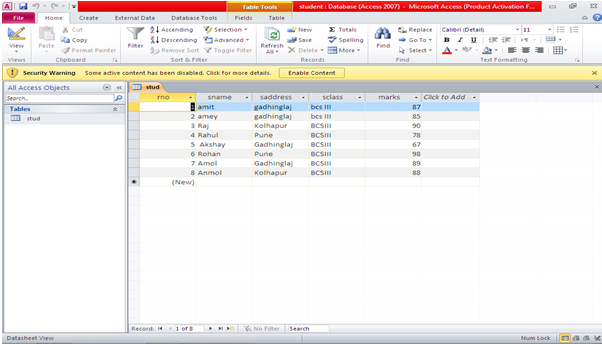 Table Tools student : Database (Access 2007) - Microsoft Access (Product Activation F...
File Home Create External Data Database Tools Fields Table
View Paste Cut Copy Format Painter Filter Ascending Descending Remove Sort Selection Advanced Toggle Filter Refresh All New Save Delete Totals Spelling More Find Replace Go To Select Calibri (Detail) 11 B I U A
Views Clipboard Sort & Filter Records Find Text Formatting
Security Warning Some active content has been disabled. Click for more details. Enable Content
All Access Objects
Search...
Tables
stud
stud
rno sname saddress sclass marks Click to Add
1 amit gadhinglaj bcs III 87
2 amey gadhinglaj bcs III 85
3 Raj Kolhapur BCSIII 90
4 Rahul Pune BCSIII 78
5 Akshay Gadhinglaj BCSIII 67
6 Rohan Pune BCSIII 98
7 Amol Gadhinglaj BCSIII 89
8 Anmol Kolhapur BCSIII 88
(New)
Record: 1 of 8 No Filter Search
Datasheet View Num Lock